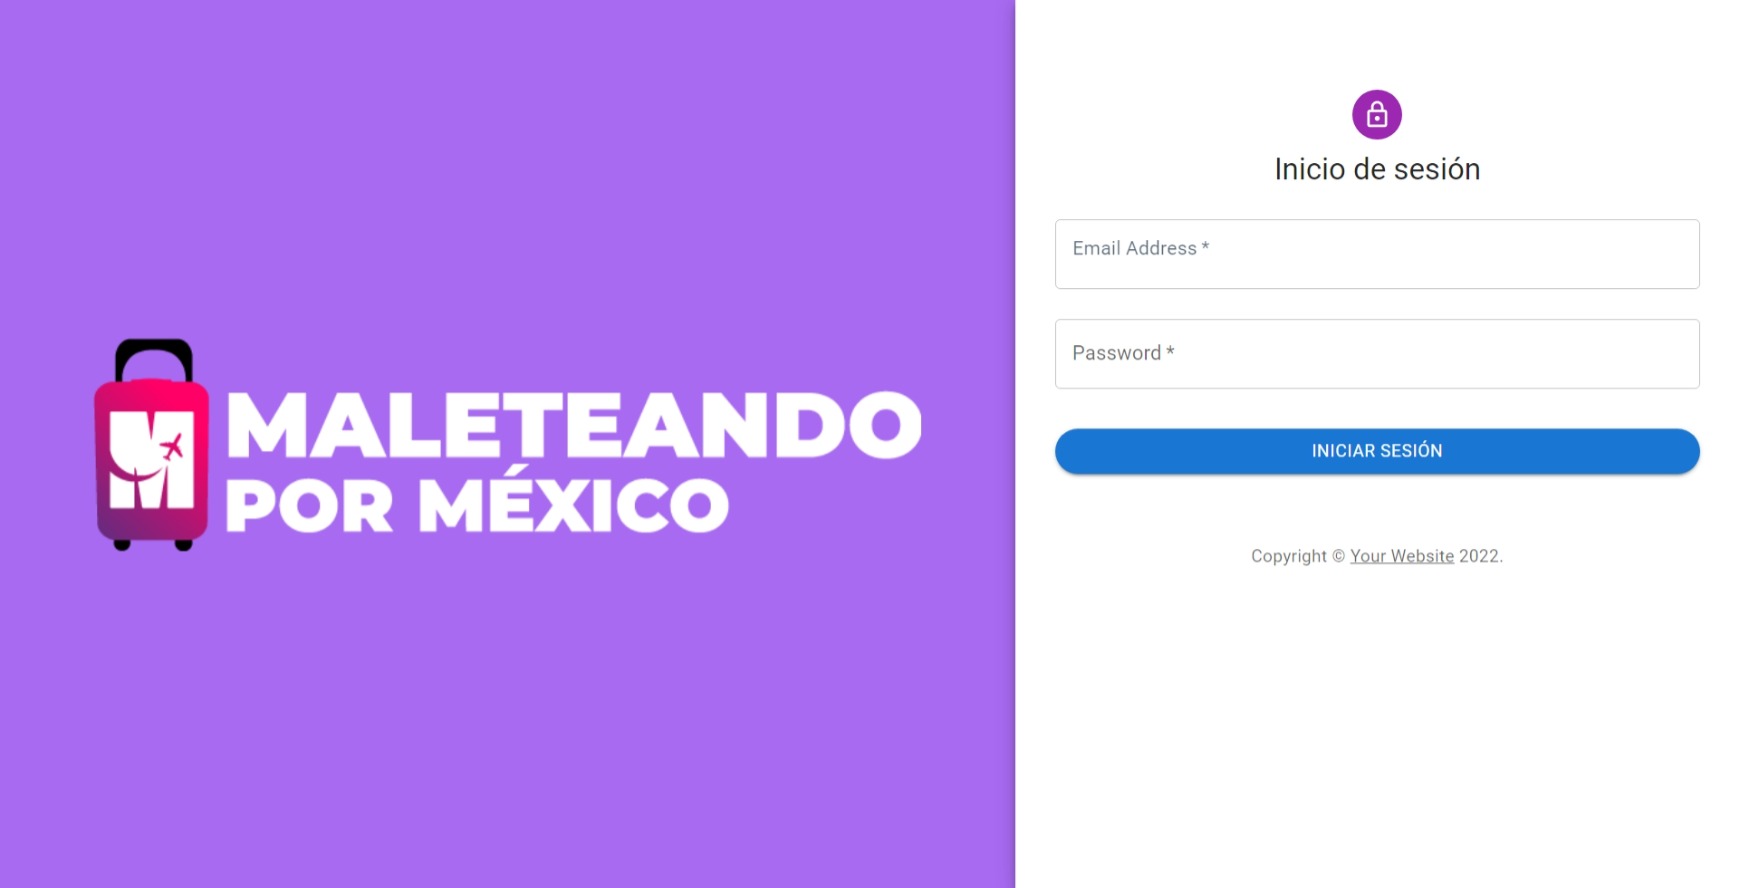 MALETEANDO
POR MÉXICO
Inicio de sesión
Email Address *
Password *
INICIAR SESIÓN
Copyright © Your Website 2022.